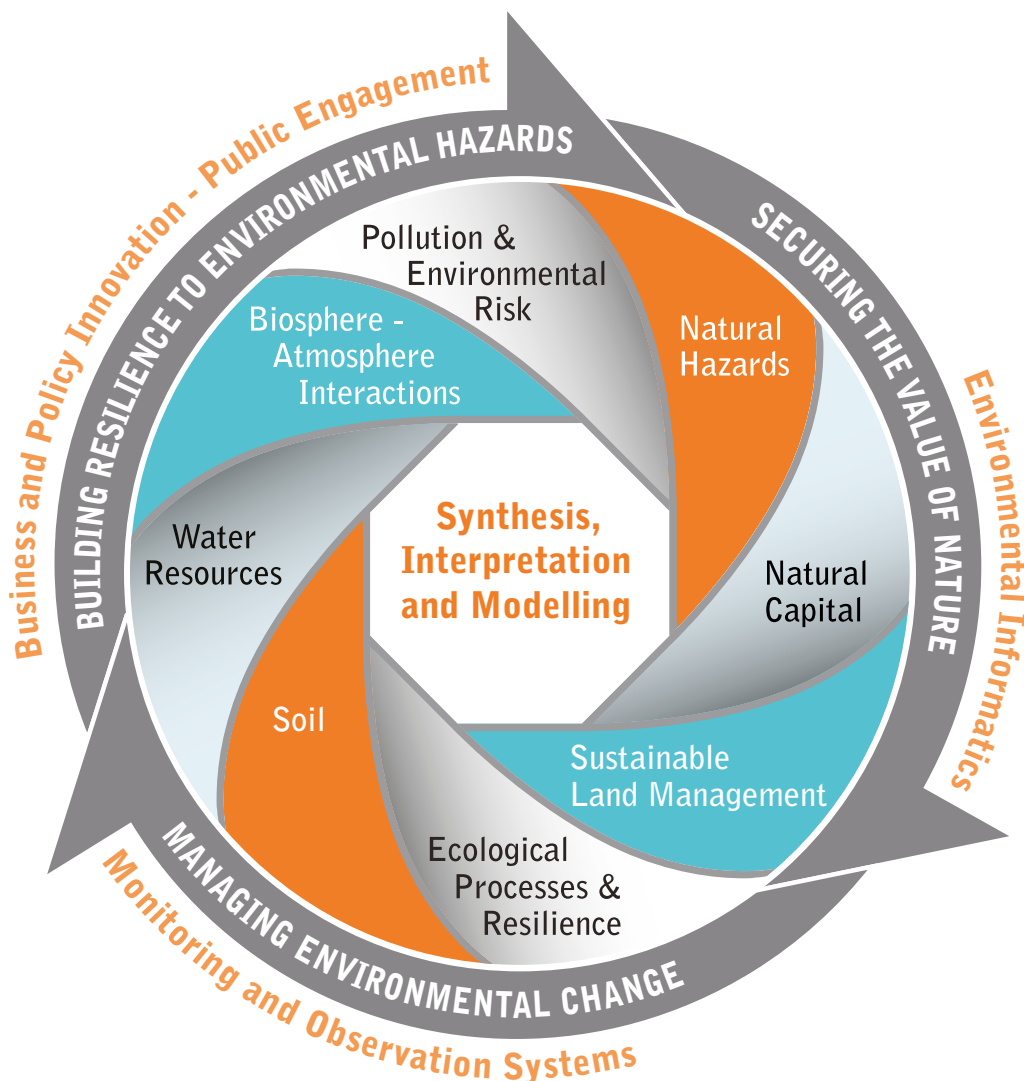 Business and Policy Innovation - Public Engagement
BUILDING RESILIENCE TO ENVIRONMENTAL HAZARDS
SECURING THE VALUE OF NATURE
Environmental Informatics
MANAGING ENVIRONMENTAL CHANGE
Monitoring and Observation Systems
Pollution &
Environmental
Risk
Natural
Hazards
Natural
Capital
Sustainable
Land Management
Ecological
Processes &
Resilience
Soil
Water
Resources
Biosphere -
Atmosphere
Interactions
Synthesis,
Interpretation
and Modelling